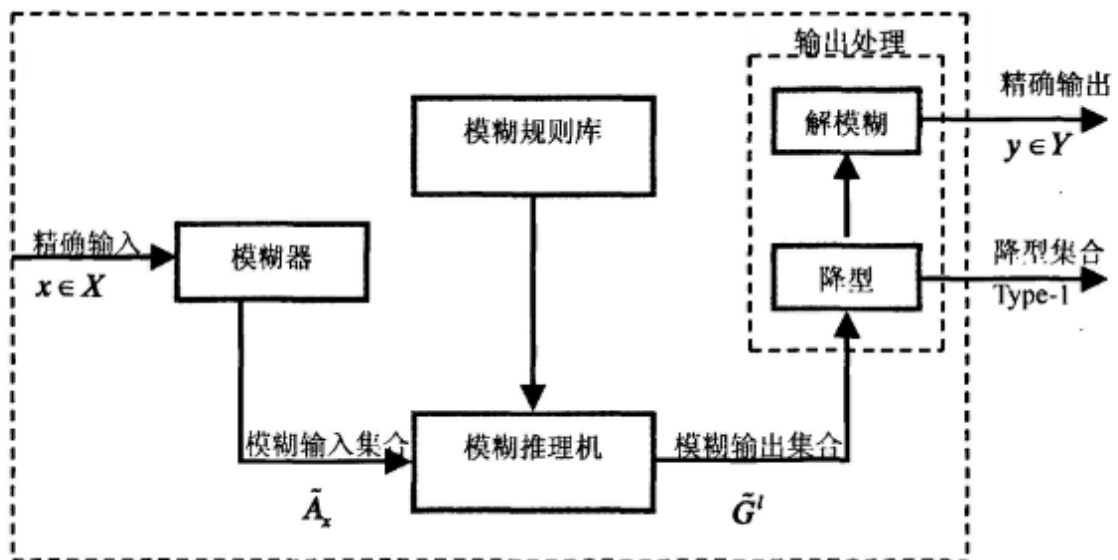 输出处理
精确输出
解模糊
y ∈ Y
模糊规则库
精确输入
模糊器
x ∈ X
降型
降型集合
Type-1
模糊输入集合
模糊推理机
模糊输出集合
Ãₓ
G̃ˡ